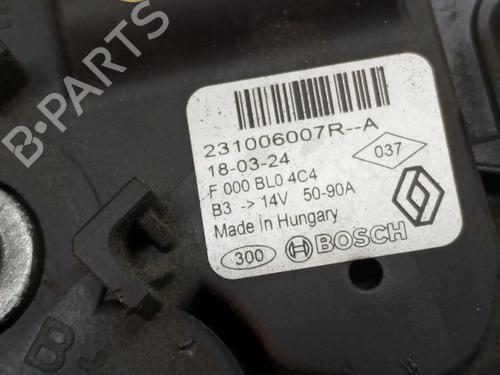 231006007R--A
18-03-24
037
F 000 BL0 4C4
B3 -> 14V 50-90A
Made in Hungary
300 BOSCH
B-PARTS